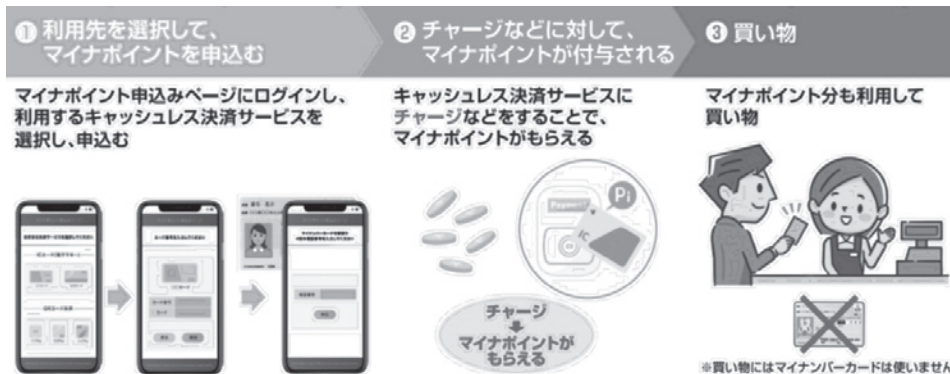 ❶ 利用先を選択して、
マイナポイントを申込む
❷ チャージなどに対して、
マイナポイントが付与される
❸ 買い物
マイナポイント申込みページにログインし、
利用するキャッシュレス決済サービスを
選択し、申込む
キャッシュレス決済サービスに
チャージなどをすることで、
マイナポイントがもらえる
マイナポイント分も利用して
買い物
Payment
Pi
IC
チャージ
マイナポイントが
もらえる
※買い物にはマイナンバーカードは使いません